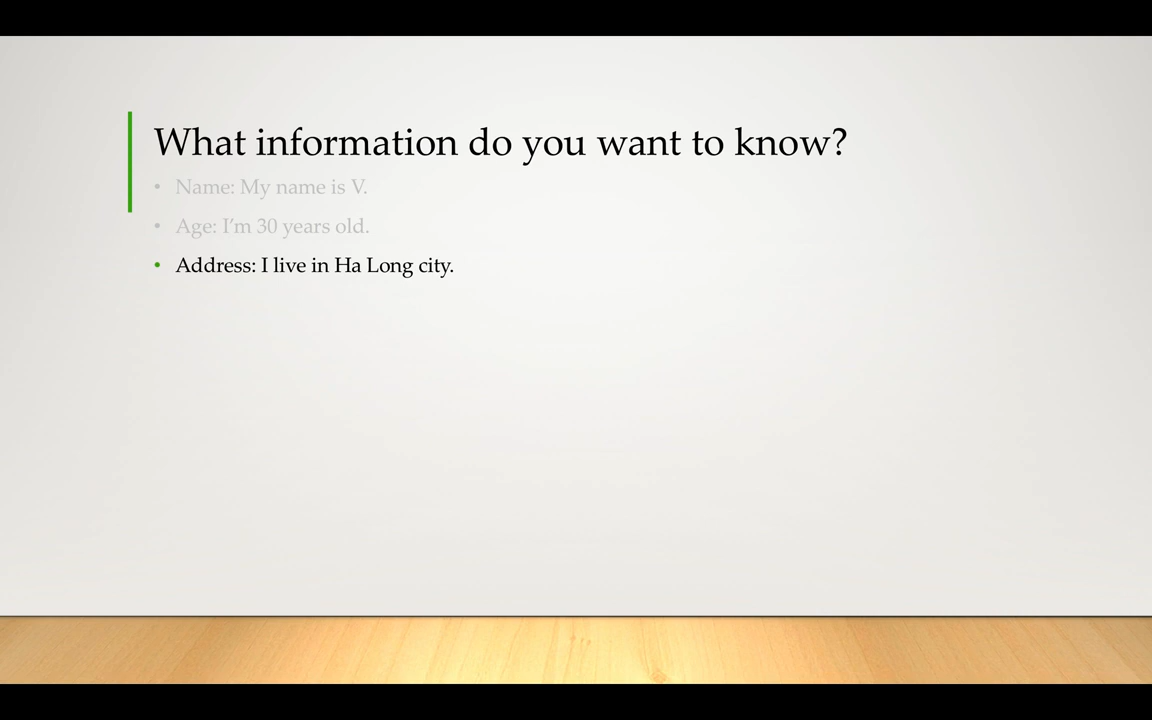 What information do you want to know?
• Name: My name is V.
• Age: I’m 30 years old.
• Address: I live in Ha Long city.